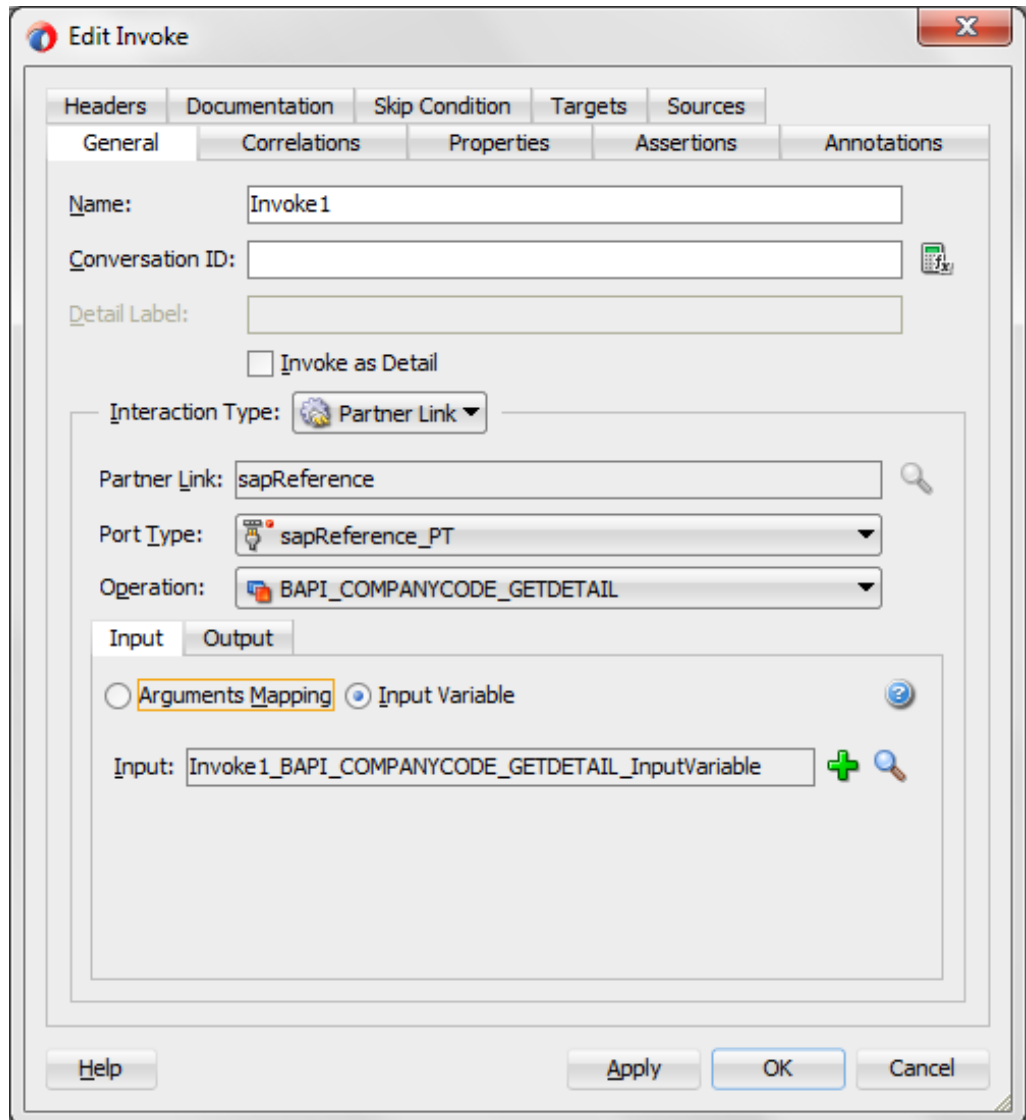 Edit Invoke
Headers Documentation Skip Condition Targets Sources
General Correlations Properties Assertions Annotations
Name: Invoke1
Conversation ID:
Detail Label:
Invoke as Detail
Interaction Type: Partner Link
Partner Link: sapReference
Port Type: sapReference_PT
Operation: BAPI_COMPANYCODE_GETDETAIL
Input Output
Arguments Mapping Input Variable
Input: Invoke1_BAPI_COMPANYCODE_GETDETAIL_InputVariable
Help Apply OK Cancel